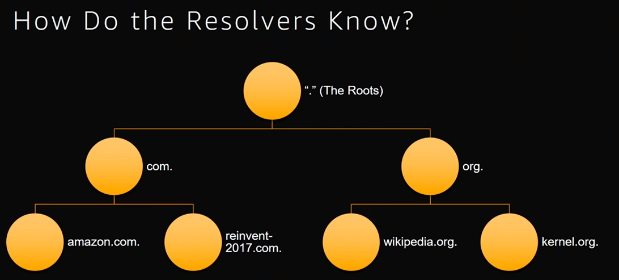 How Do the Resolvers Know?
“.” (The Roots)
com.
org.
amazon.com.
reinvent-
2017.com.
wikipedia.org.
kernel.org.